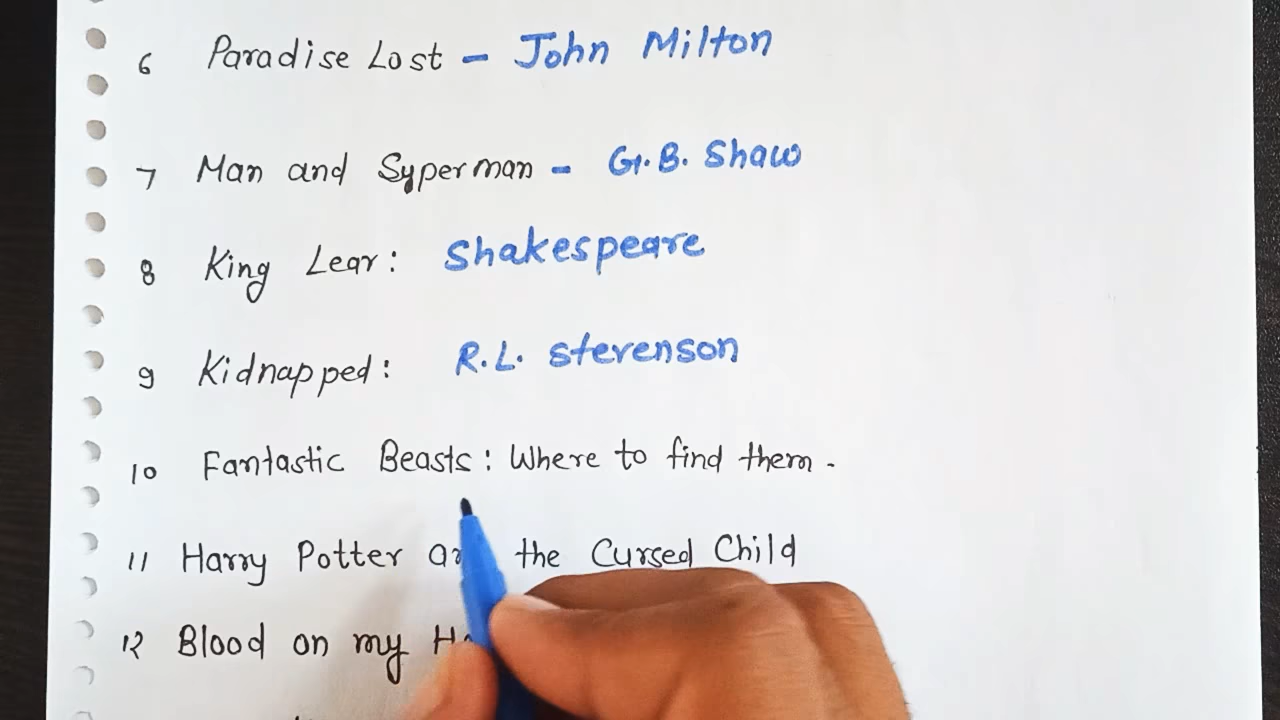 6 Paradise Lost - John Milton
7 Man and Syperman - G.B. Shaw
8 King Lear: Shakespeare
9 Kidnapped: R.L. Stevenson
10 Fantastic Beasts: Where to find them.
11 Harry Potter the Cursed Child
12 Blood on my